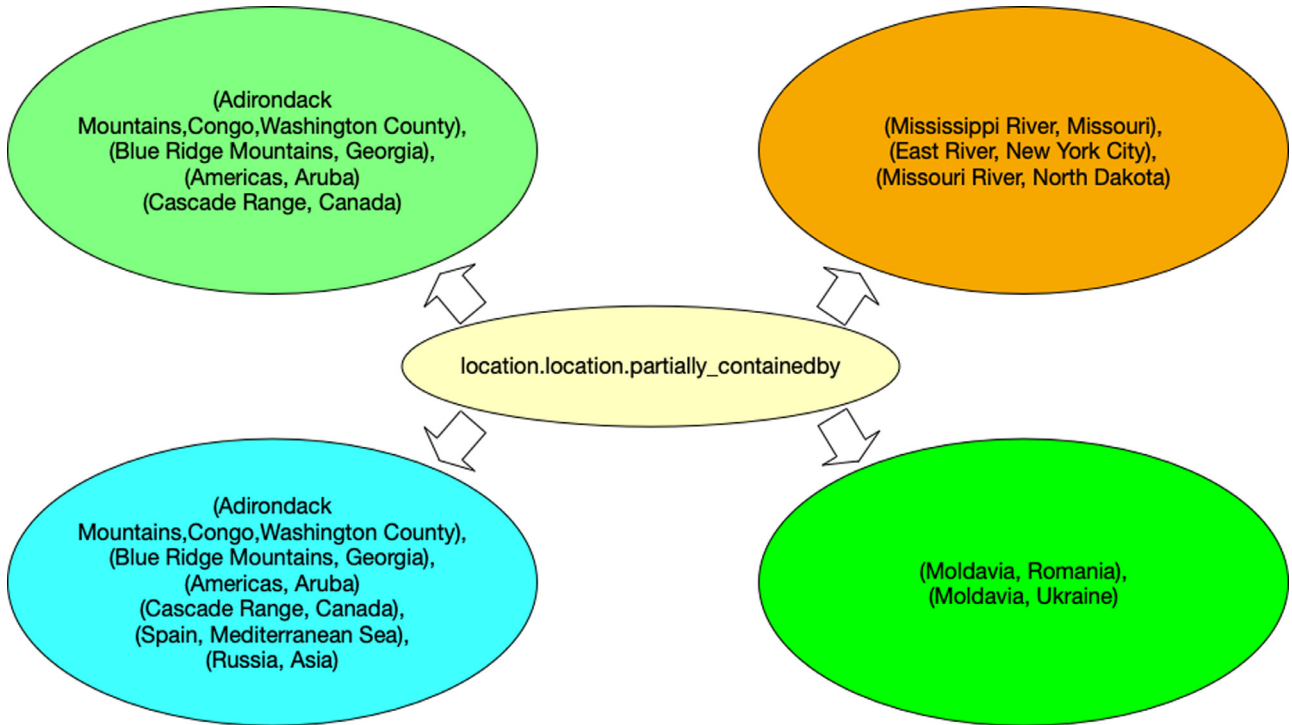 (Adirondack
Mountains,Congo,Washington County),
(Blue Ridge Mountains, Georgia),
(Americas, Aruba)
(Cascade Range, Canada)
(Mississippi River, Missouri),
(East River, New York City),
(Missouri River, North Dakota)
location.location.partially_containedby
(Adirondack
Mountains,Congo,Washington County),
(Blue Ridge Mountains, Georgia),
(Americas, Aruba)
(Cascade Range, Canada),
(Spain, Mediterranean Sea),
(Russia, Asia)
(Moldavia, Romania),
(Moldavia, Ukraine)